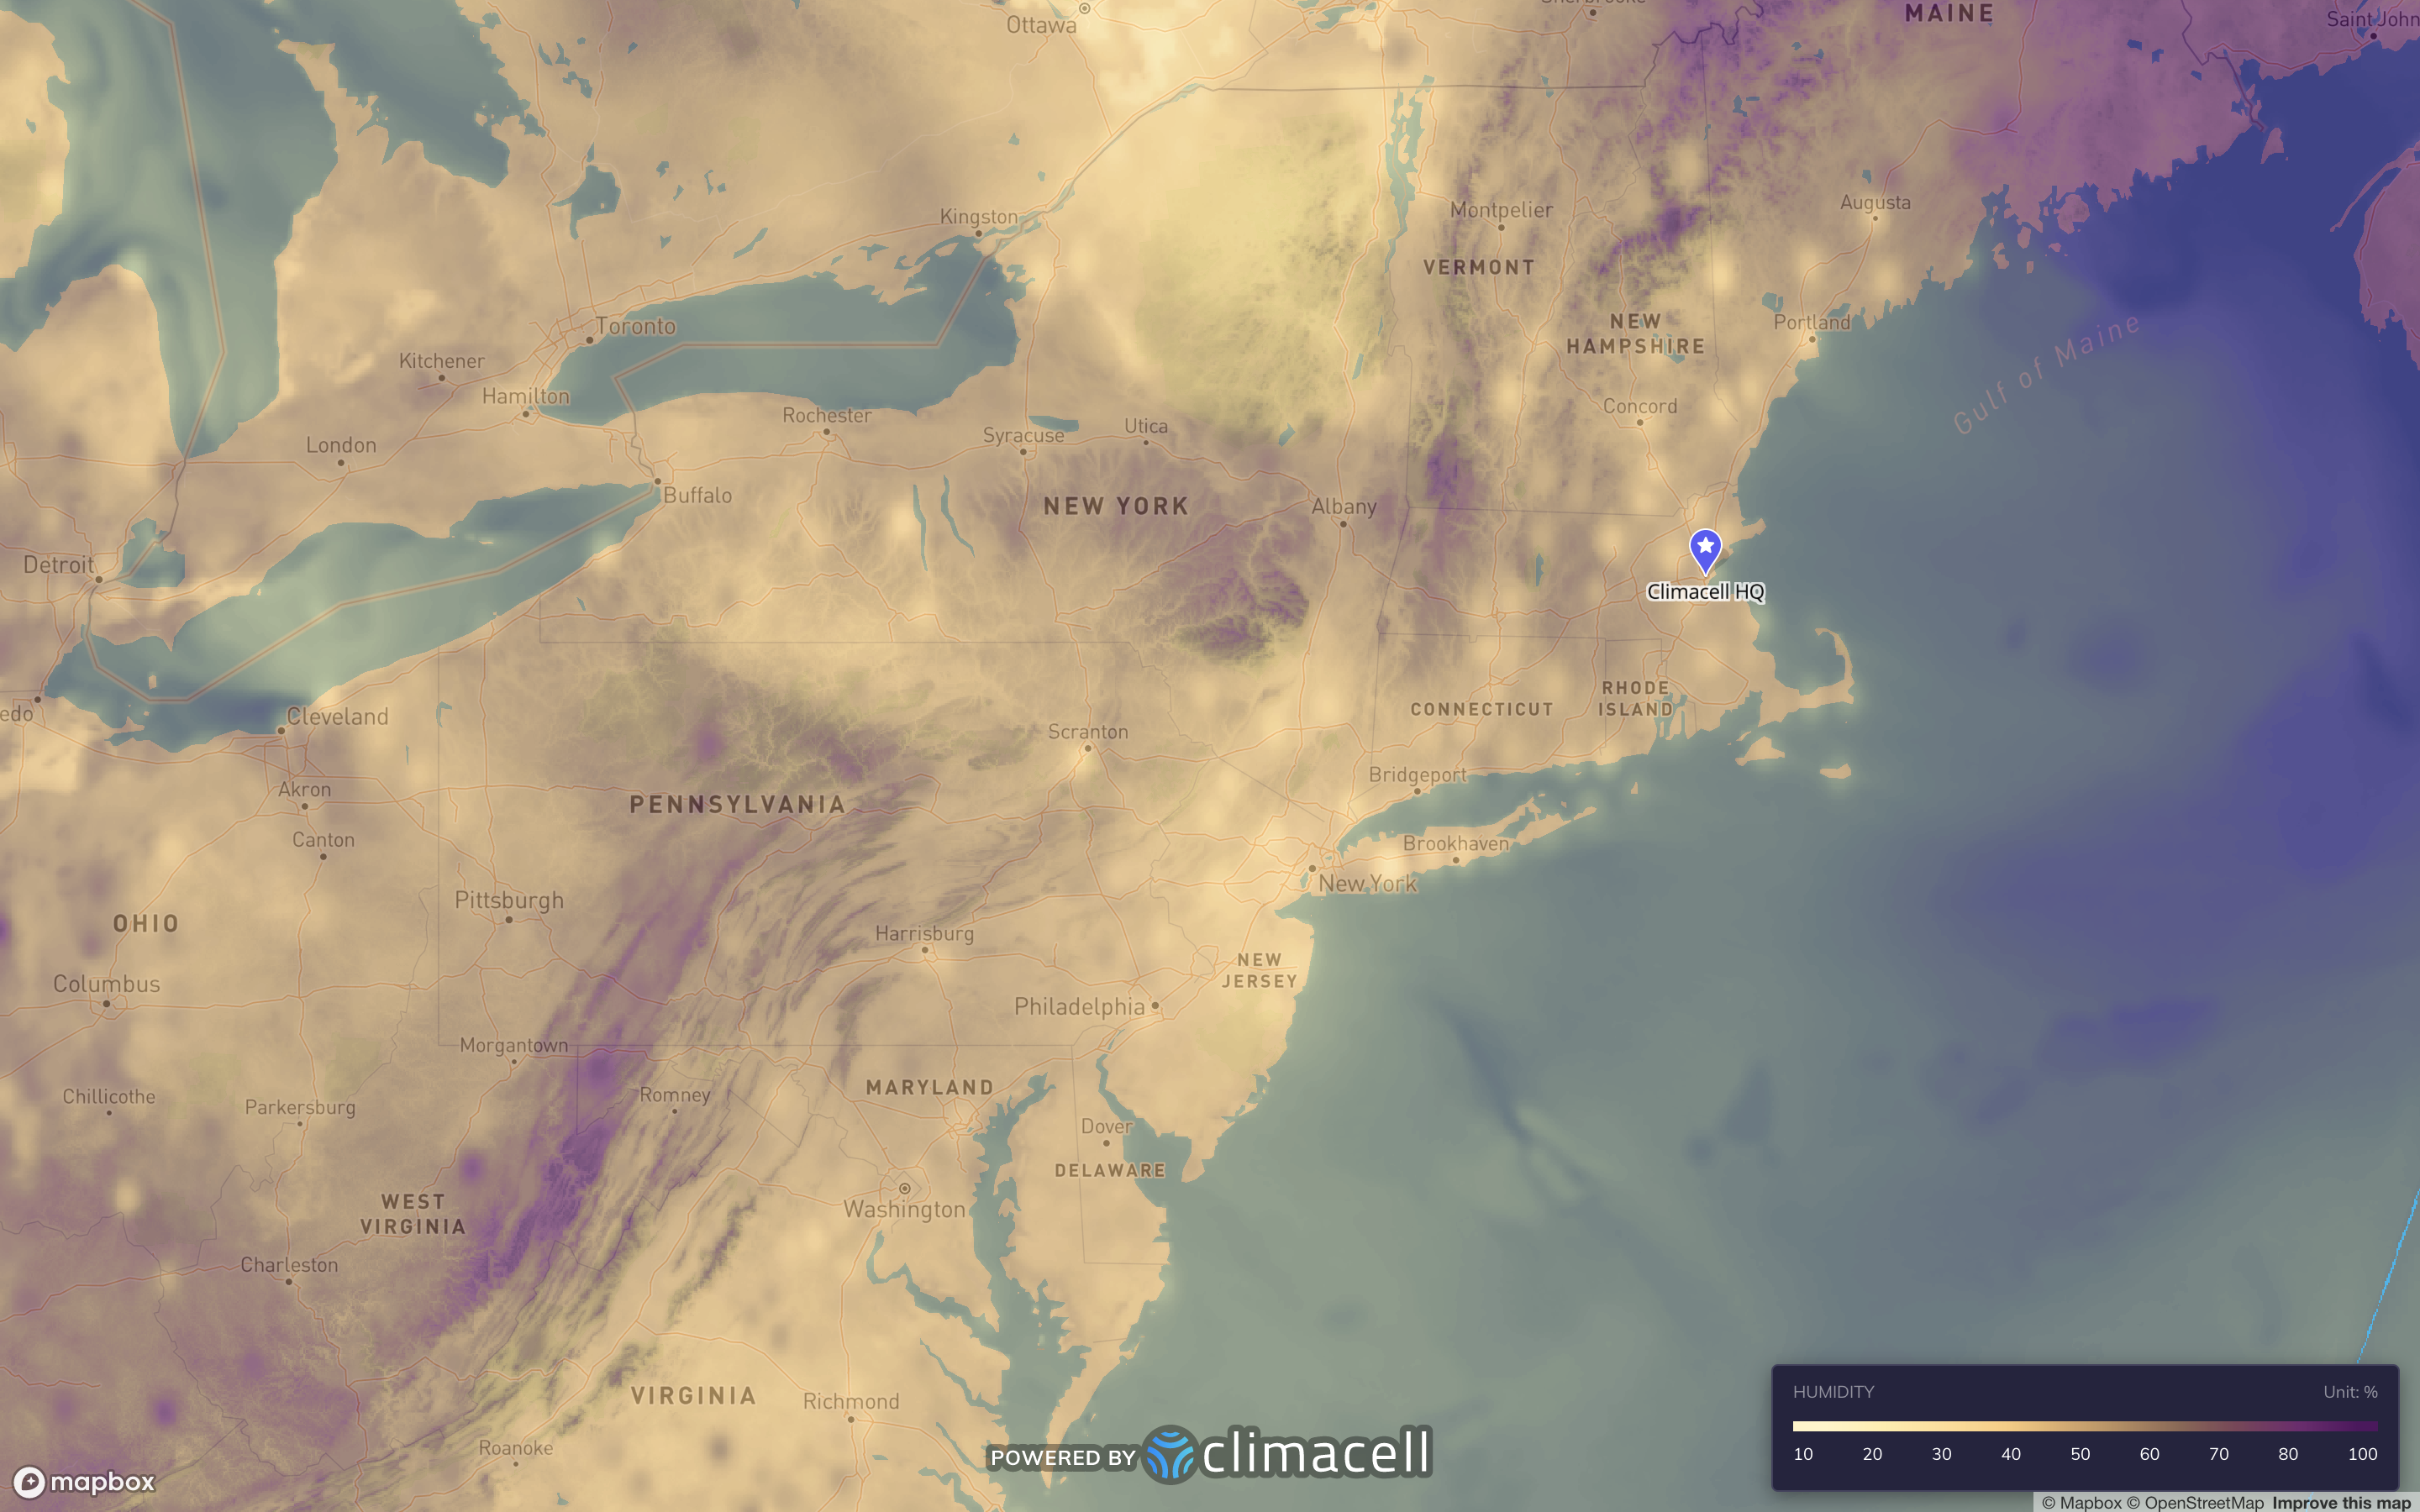 Ottawa
MAINE
Saint John
Kingston
Montpelier
Augusta
VERMONT
Toronto
NEW
HAMPSHIRE
Portland
Gulf of Maine
Kitchener
Hamilton
Rochester
Concord
London
Syracuse
Utica
Buffalo
NEW YORK
Albany
Detroit
Climacell HQ
edo
Cleveland
CONNECTICUT
RHODE
ISLAND
Scranton
Akron
PENNSYLVANIA
Bridgeport
Canton
Brookhaven
Pittsburgh
New York
OHIO
Harrisburg
NEW
JERSEY
Columbus
Philadelphia
Morgantown
Chillicothe
Parkersburg
Romney
MARYLAND
Dover
DELAWARE
WEST
VIRGINIA
Washington
Charleston
VIRGINIA
Richmond
Roanoke
HUMIDITY Unit: %
10 20 30 40 50 60 70 80 100
POWERED BY climacell
mapbox
© Mapbox © OpenStreetMap Improve this map